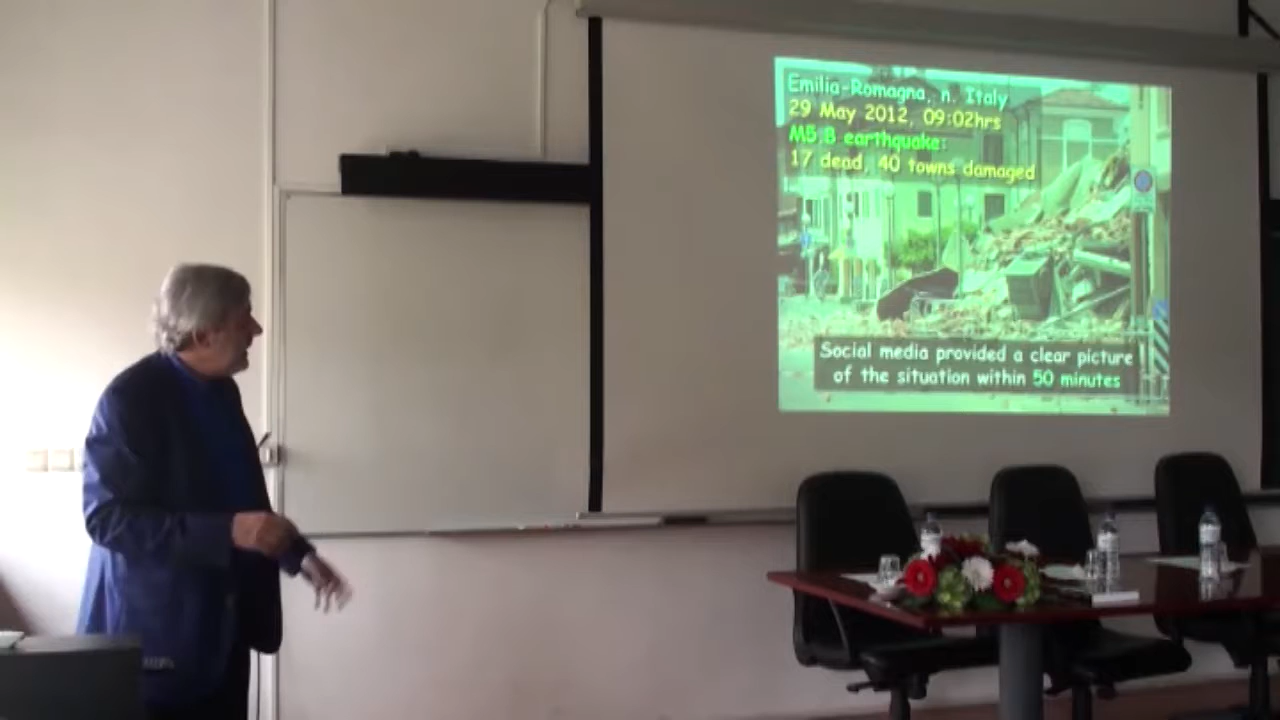 Emilia-Romagna, n. Italy
29 May 2012, 09:02hrs
M5.8 earthquake:
17 dead, 40 towns damaged
Social media provided a clear picture
of the situation within 50 minutes